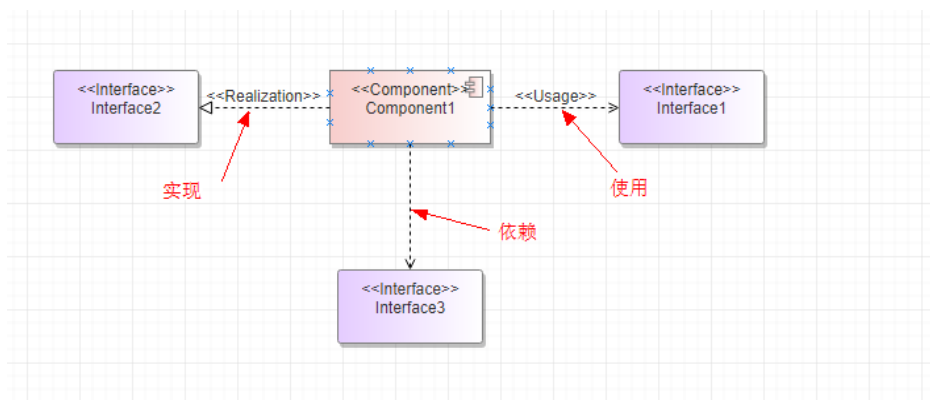 <<Interface>>
Interface2
<<Realization>>
<<Component>>
Component1
<<Usage>>
<<Interface>>
Interface1
实现
使用
依赖
<<Interface>>
Interface3